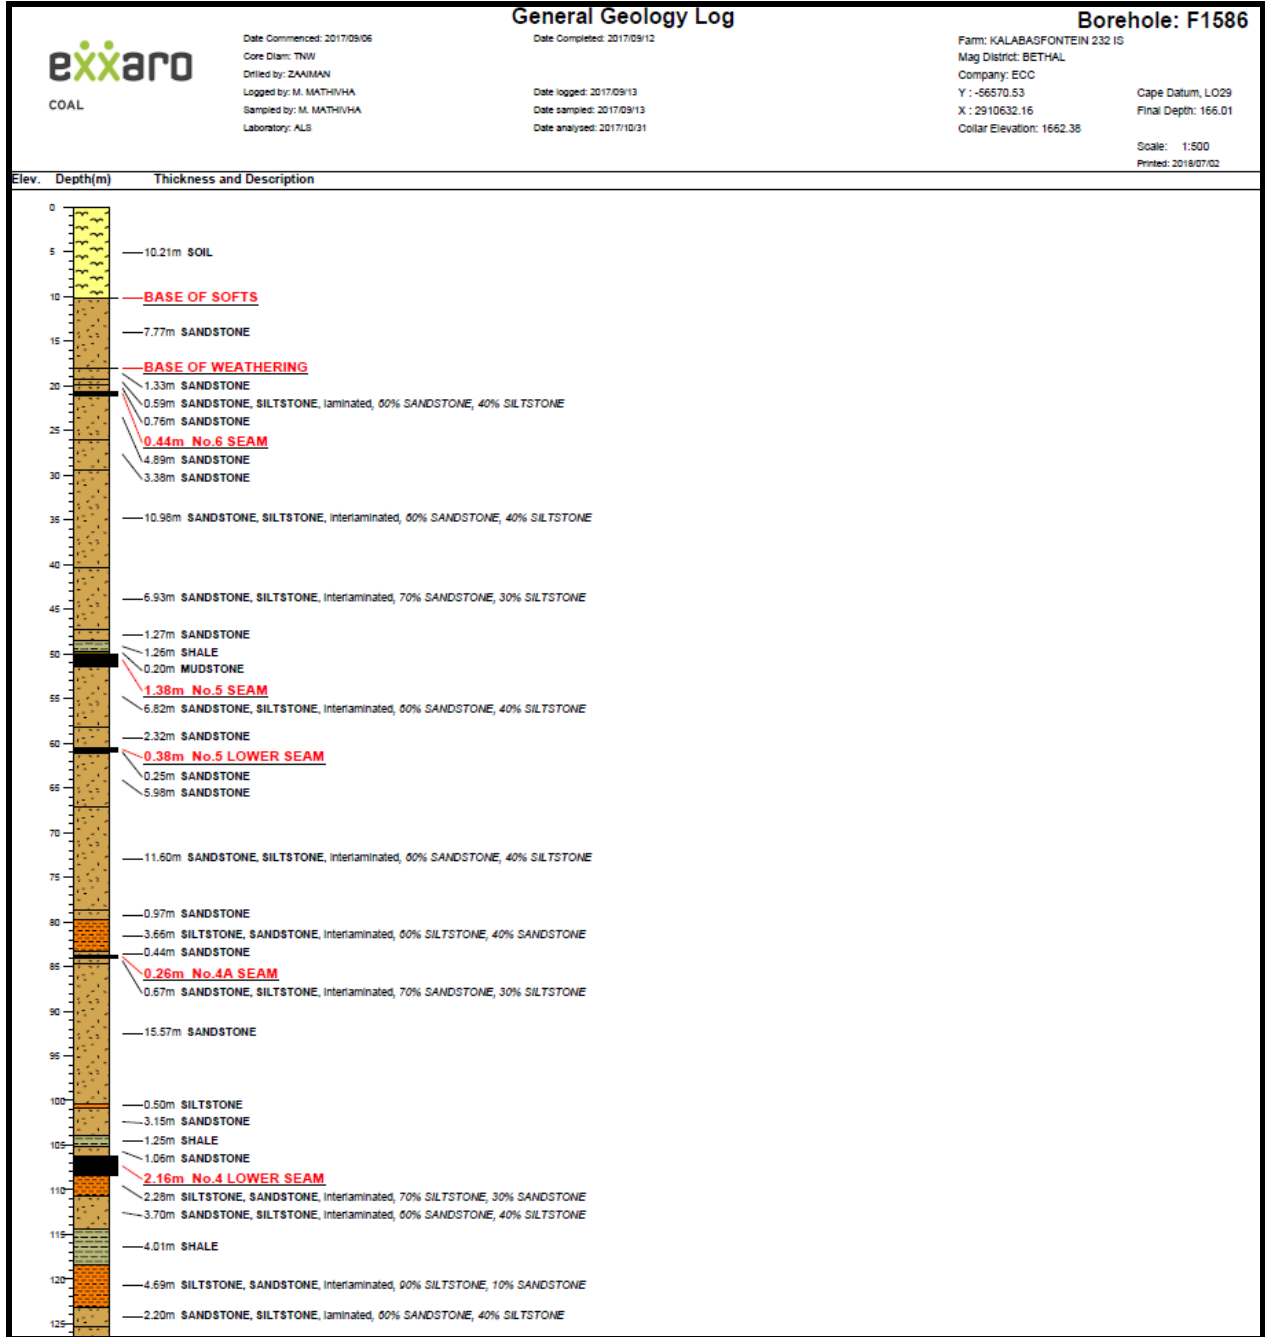 General Geology Log
Borehole: F1586
exxaro
COAL
Date Commenced: 2017/09/06
Core Diam: TNW
Drilled by: ZAAIMAN
Logged by: M. MATHIVHA
Sampled by: M. MATHIVHA
Laboratory: ALS
Date Completed: 2017/09/12
Date logged: 2017/09/13
Date sampled: 2017/09/13
Date analysed: 2017/10/31
Farm: KALABASFONTEIN 232 IS
Mag District: BETHAL
Company: ECC
Y : -56570.53
X : 2910632.16
Collar Elevation: 1662.38
Cape Datum, LO29
Final Depth: 166.01
Scale: 1:500
Printed: 2018/07/02
Elev. Depth(m) Thickness and Description
0
5
10.21m SOIL
10
BASE OF SOFTS
7.77m SANDSTONE
15
BASE OF WEATHERING
20
1.33m SANDSTONE
0.59m SANDSTONE, SILTSTONE, laminated, 60% SANDSTONE, 40% SILTSTONE
0.76m SANDSTONE
25
0.44m No.6 SEAM
4.89m SANDSTONE
30
3.38m SANDSTONE
35
10.98m SANDSTONE, SILTSTONE, interlaminated, 60% SANDSTONE, 40% SILTSTONE
40
6.93m SANDSTONE, SILTSTONE, interlaminated, 70% SANDSTONE, 30% SILTSTONE
45
1.27m SANDSTONE
50
1.26m SHALE
0.20m MUDSTONE
1.38m No.5 SEAM
55
6.82m SANDSTONE, SILTSTONE, interlaminated, 60% SANDSTONE, 40% SILTSTONE
2.32m SANDSTONE
60
0.38m No.5 LOWER SEAM
0.25m SANDSTONE
65
5.98m SANDSTONE
70
11.60m SANDSTONE, SILTSTONE, interlaminated, 60% SANDSTONE, 40% SILTSTONE
75
0.97m SANDSTONE
80
3.66m SILTSTONE, SANDSTONE, interlaminated, 60% SILTSTONE, 40% SANDSTONE
0.44m SANDSTONE
85
0.26m No.4A SEAM
0.67m SANDSTONE, SILTSTONE, interlaminated, 70% SANDSTONE, 30% SILTSTONE
90
15.57m SANDSTONE
95
100
0.50m SILTSTONE
3.15m SANDSTONE
105
1.25m SHALE
1.06m SANDSTONE
2.16m No.4 LOWER SEAM
110
2.28m SILTSTONE, SANDSTONE, interlaminated, 70% SILTSTONE, 30% SANDSTONE
3.70m SANDSTONE, SILTSTONE, interlaminated, 60% SANDSTONE, 40% SILTSTONE
115
4.01m SHALE
120
4.69m SILTSTONE, SANDSTONE, interlaminated, 90% SILTSTONE, 10% SANDSTONE
2.20m SANDSTONE, SILTSTONE, laminated, 60% SANDSTONE, 40% SILTSTONE
125